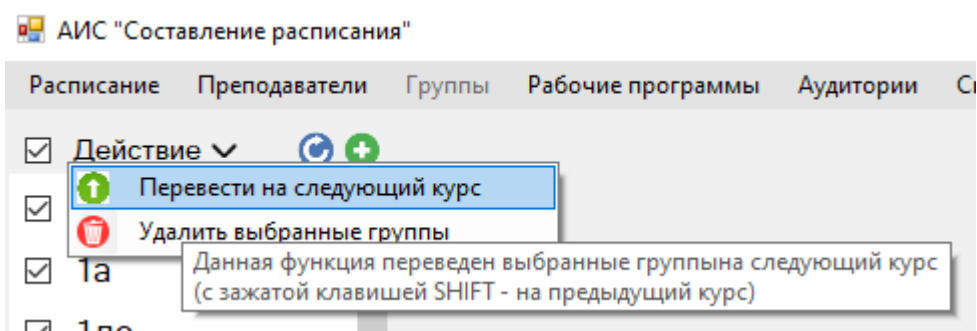 АИС "Составление расписания"
Расписание Преподаватели Группы Рабочие программы Аудитории
Действие
Перевести на следующий курс
Удалить выбранные группы
1а
Данная функция переведен выбранные группына следующий курс
(с зажатой клавишей SHIFT - на предыдущий курс)